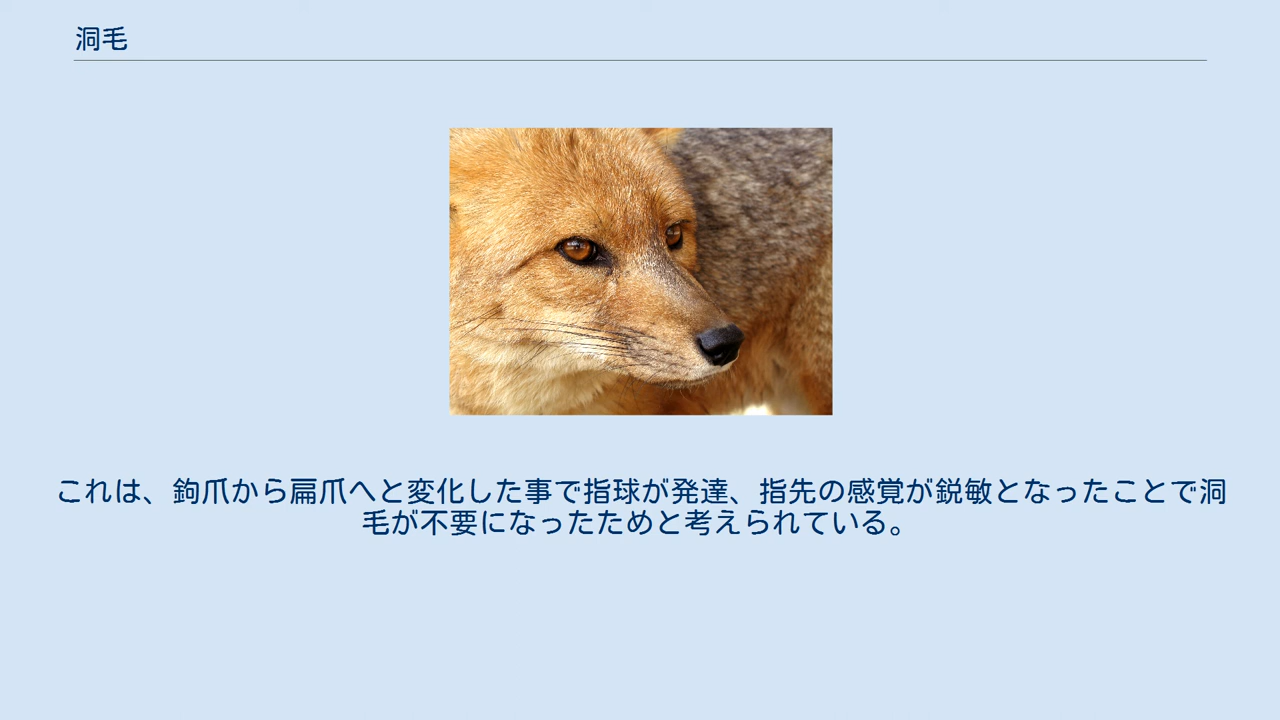 洞毛
これは、鉤爪から扁爪へと変化した事で指球が発達、指先の感覚が鋭敏となったことで洞
毛が不要になったためと考えられている。